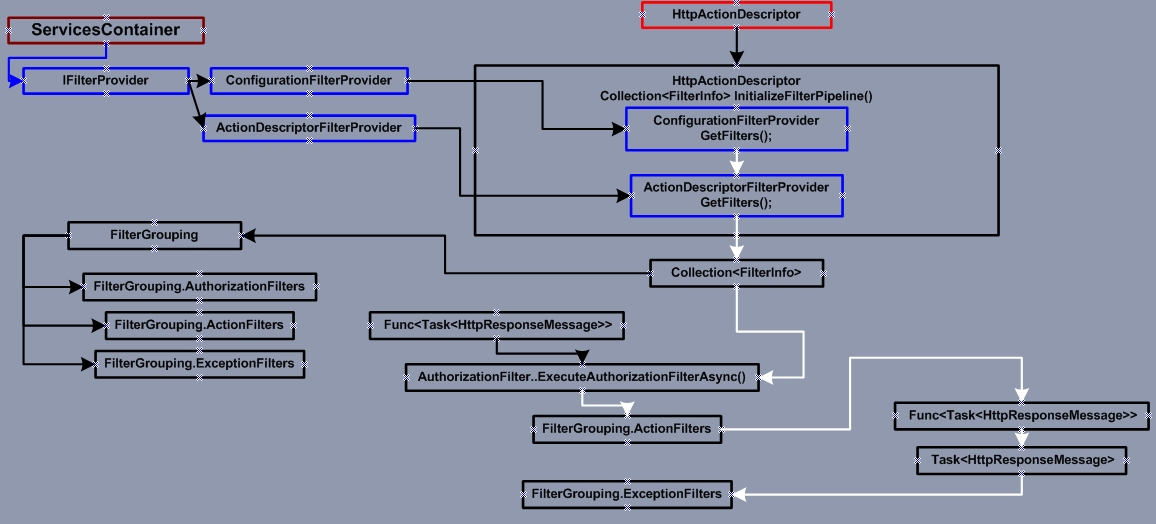 ServicesContainer
HttpActionDescriptor
IFilterProvider
ConfigurationFilterProvider
ActionDescriptorFilterProvider
HttpActionDescriptor
Collection<FilterInfo> InitializeFilterPipeline()
ConfigurationFilterProvider
GetFilters();
ActionDescriptorFilterProvider
GetFilters();
FilterGrouping
Collection<FilterInfo>
FilterGrouping.AuthorizationFilters
FilterGrouping.ActionFilters
FilterGrouping.ExceptionFilters
Func<Task<HttpResponseMessage>>
AuthorizationFilter..ExecuteAuthorizationFilterAsync()
FilterGrouping.ActionFilters
Func<Task<HttpResponseMessage>>
Task<HttpResponseMessage>
FilterGrouping.ExceptionFilters